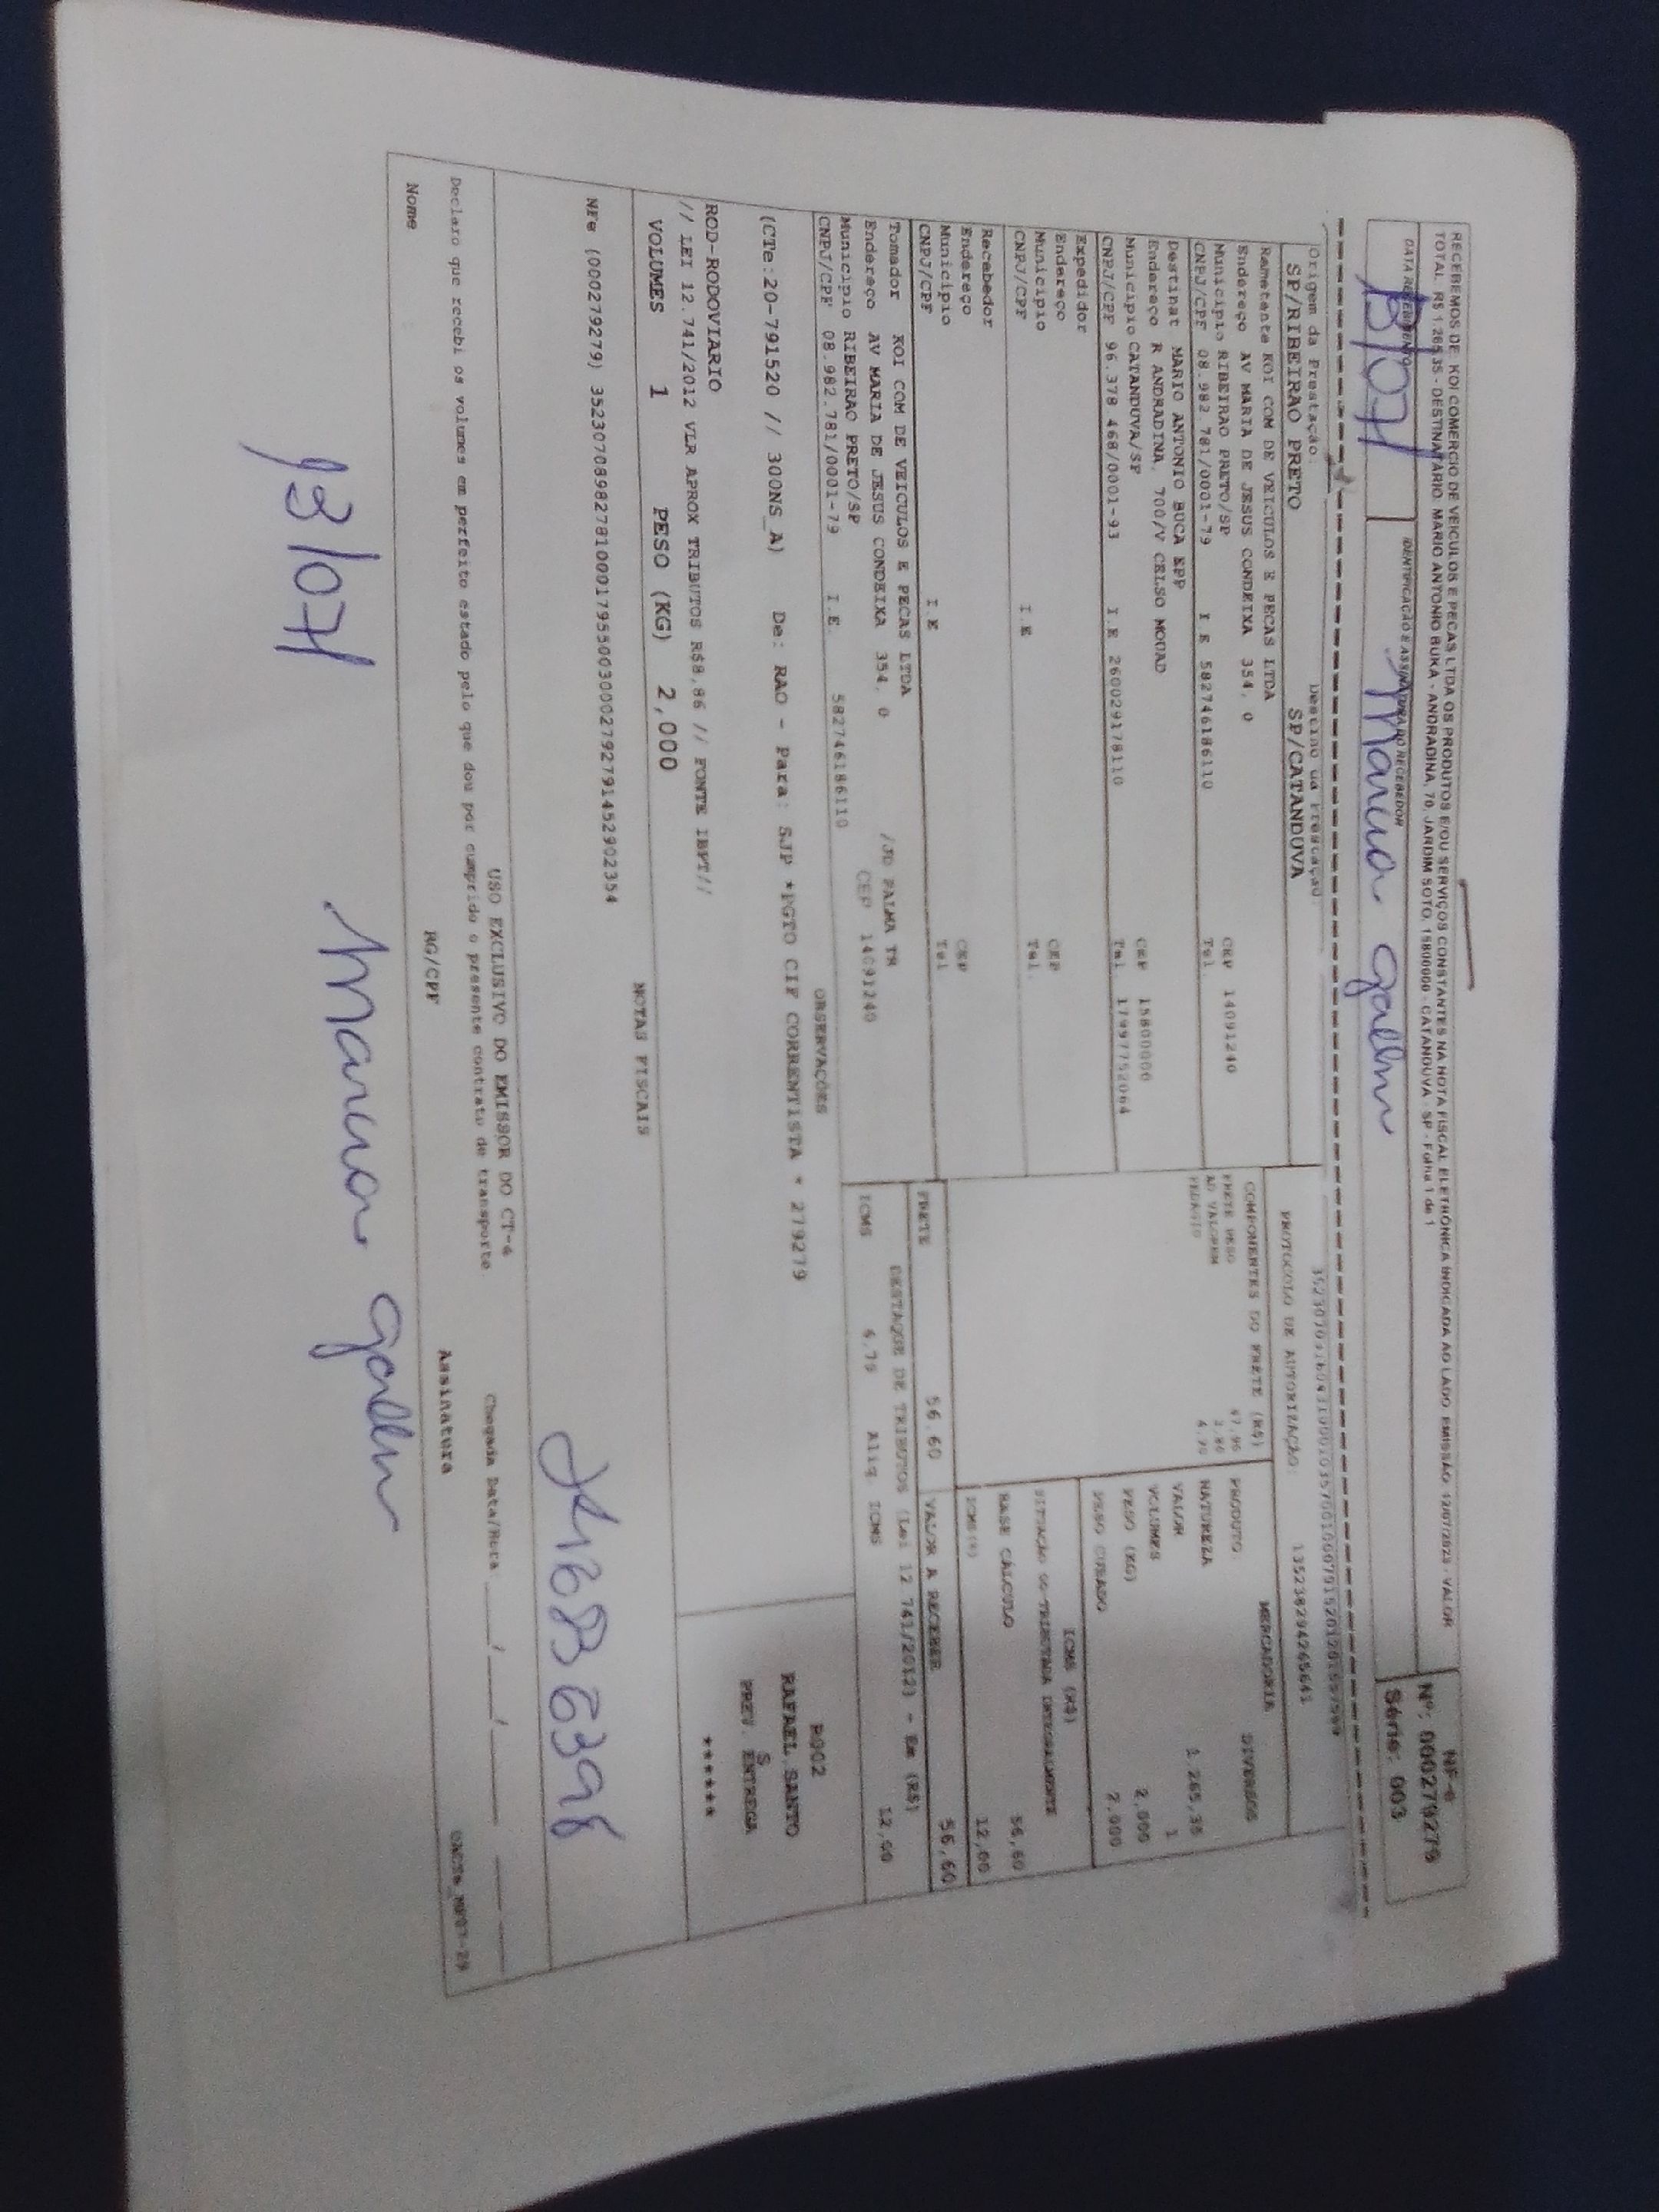 RECEBEMOS DE KOI COMERCIO DE VEICULOS E PECAS LTDA OS PRODUTOS E/OU SERVIÇOS CONSTANTES NA NOTA FISCAL ELETRÔNICA INDICADA AO LADO EMISSÃO: 12/07/2023 - VALOR
TOTAL: R$ 1.265,35 - DESTINATÁRIO: MARIO ANTONIO BUKA - ANDRADINA, 70, JARDIM SOTO, 15800000 - CATANDUVA - SP - Folha 1 de 1
NF-e
Nº: 000279279
Série: 003
DATA RECEBIMENTO
IDENTIFICAÇÃO E ASSINATURA DO RECEBEDOR
13/07
Origem da Prestação:
SP/RIBEIRAO PRETO
Destino da Prestação:
SP/CATANDUVA
PROTOCOLO DE AUTORIZAÇÃO:
Remetente KOI COM DE VEICULOS E PECAS LTDA
Endereço AV MARIA DE JESUS CONDEIXA 354, 0
Municipio RIBEIRAO PRETO/SP CEP 14091240
CNPJ/CPF 08.982.781/0001-79 I.E 582746186110 Tel
Destinat MARIO ANTONIO BUCA EPP
Endereço R ANDRADINA, 700/V CELSO MOUAD
Municipio CATANDUVA/SP CEP 15800000
CNPJ/CPF 96.378.468/0001-93 I.E 260029178110 Tel 17997752064
Expedidor
Endereço
Municipio CEP
CNPJ/CPF I.E Tel.
Recebedor
Endereço
Municipio CEP
CNPJ/CPF I.E Tel
Tomador KOI COM DE VEICULOS E PECAS LTDA
Endereço AV MARIA DE JESUS CONDEIXA 354, 0 /JD PALMA TR
Municipio RIBEIRAO PRETO/SP CEP 14091240
CNPJ/CPF 08.982.781/0001-79 I.E. 582746186110
COMPONENTES DO FRETE (R$)
FRETE PESO 47,96
AD VALOREM
PEDAGIO
MERCADORIA
PRODUTO: DIVERSOS
NATUREZA
VALOR 1.265,35
VOLUMES 1
PESO (KG) 2,000
PESO CUBADO 2,000
ICMS (R$)
SITUAÇÃO 00-TRIBUTADA INTEGRALMENTE
BASE CÁLCULO 56,60
ICMS(%) 12,00
FRETE 56,60 VALOR A RECEBER 56,60
DESTAQUE DE TRIBUTOS (Lei 12.741/2012) - Em (R$)
ICMS 6,79 Aliq. ICMS 12,00
OBSERVAÇÕES
(CTe:20-791520 // 300NS_A) De: RAO - Para: SJP *PGTO CIF CORRENTISTA * 279279
ROD-RODOVIARIO
// LEI 12.741/2012 VLR APROX TRIBUTOS R$8,86 // FONTE IBPT//
RAFAEL SANTO
S
PREV. ENTREGA
******
VOLUMES 1 PESO (KG) 2,000
NOTAS FISCAIS
NFe (000279279) 35230708982781000179550030002792791452902354
USO EXCLUSIVO DO EMISSOR DO CT-e
Chegada Data/Hora ___/___/___
Declaro que recebi os volumes em perfeito estado pelo que dou por cumprido o presente contrato de transporte.
Nome RG/CPF Assinatura
13/07